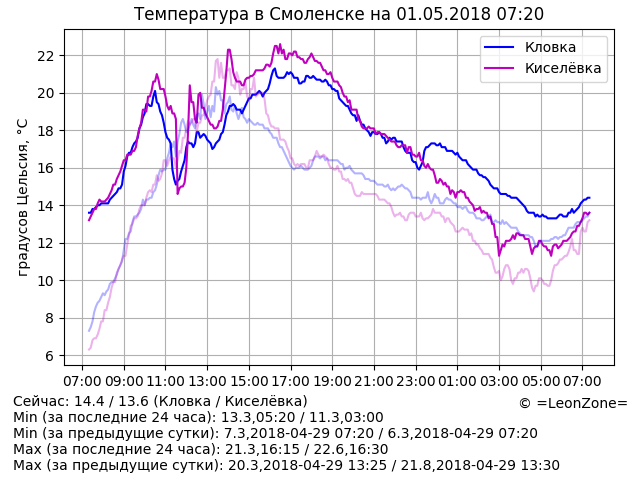 Температура в Смоленске на 01.05.2018 07:20
градусов Цельсия, °C
22
20
18
16
14
12
10
8
6
Кловка
Киселёвка
07:00 09:00 11:00 13:00 15:00 17:00 19:00 21:00 23:00 01:00 03:00 05:00 07:00
Сейчас: 14.4 / 13.6 (Кловка / Киселёвка)
© =LeonZone=
Min (за последние 24 часа): 13.3,05:20 / 11.3,03:00
Min (за предыдущие сутки): 7.3,2018-04-29 07:20 / 6.3,2018-04-29 07:20
Max (за последние 24 часа): 21.3,16:15 / 22.6,16:30
Max (за предыдущие сутки): 20.3,2018-04-29 13:25 / 21.8,2018-04-29 13:30